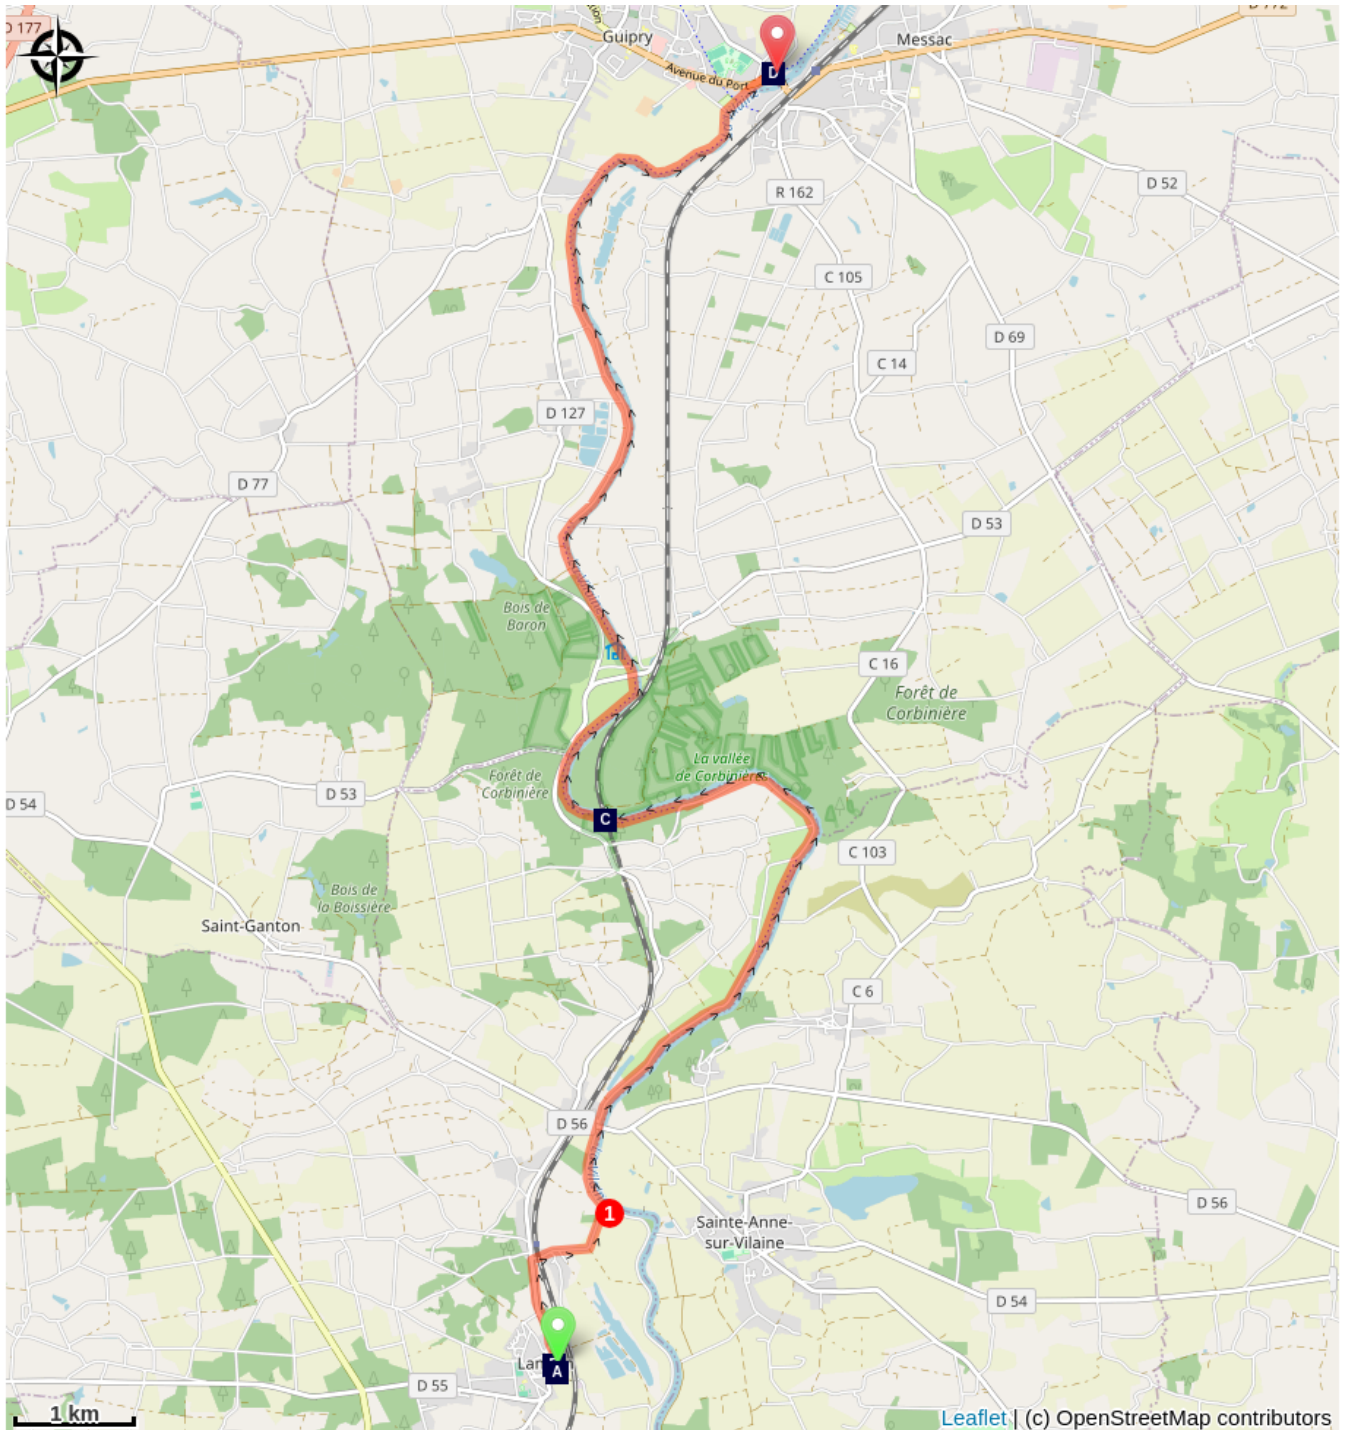 D 177
D 772
Guipry
Messac
Avenue du Port
D
D 52
R 162
C 105
D 69
C 14
D 127
D 77
D 53
Bois de
Baron
C 16
Forêt de
Corbinière
La vallée
de Corbinière
Forêt de
Corbinière
D 53
D 54
C
C 103
Bois de
la Boissière
Saint-Ganton
C 6
D 56
D 56
1
Sainte-Anne-
sur-Vilaine
D 54
A
D 55
1 km
Leaflet | (c) OpenStreetMap contributors